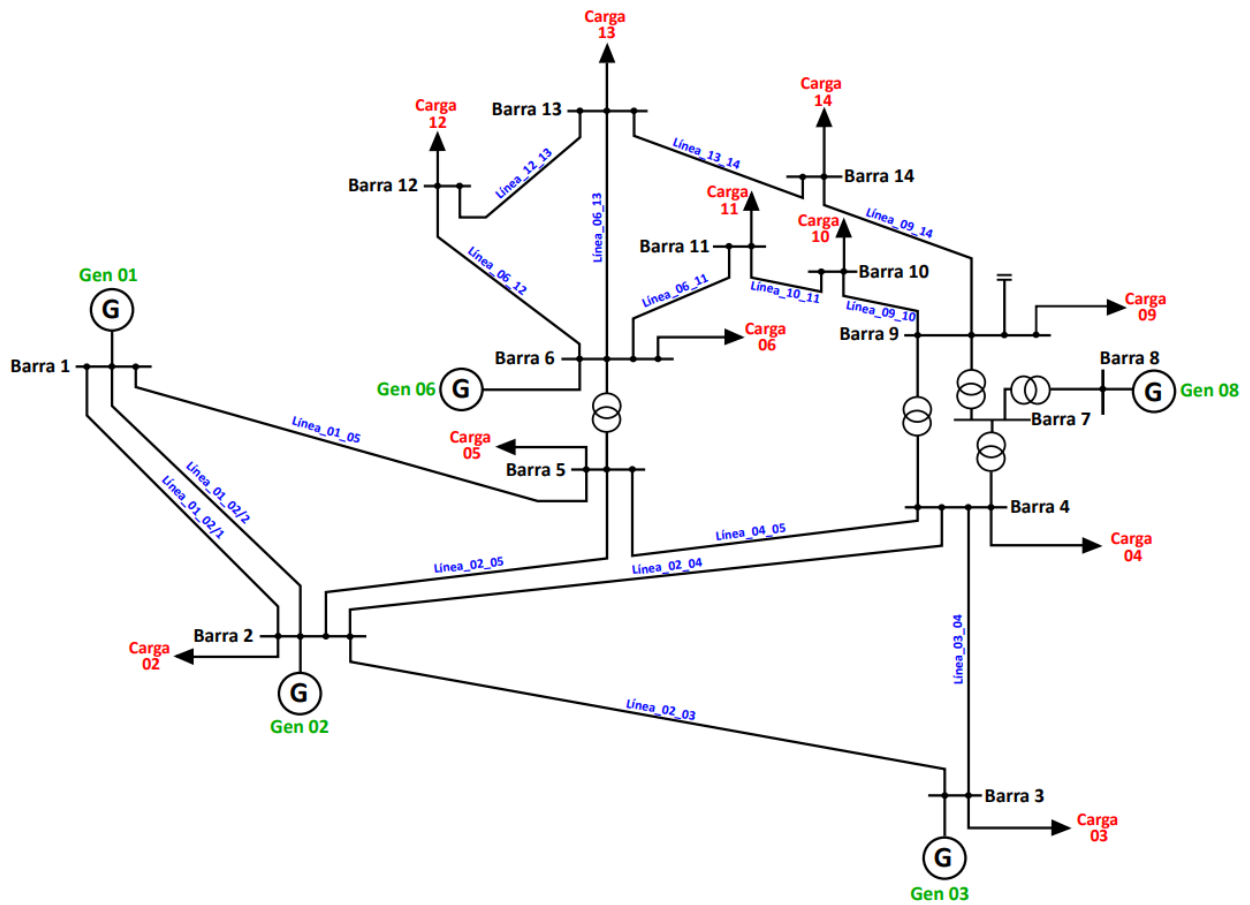 Carga
13
Barra 13
Carga
12
Carga
14
Línea_12_13
Línea_13_14
Barra 12
Barra 14
Carga
11
Línea_06_13
Carga
10
Línea_09_14
Barra 11
Gen 01
G
Línea_06_12
Línea_06_11
Línea_10_11
Barra 10
Línea_09_10
Carga
09
Barra 9
Carga
06
Barra 1
Barra 6
Barra 8
Gen 06
G
G
Gen 08
Barra 7
Línea_01_05
Carga
05
Barra 5
Línea_01_02/2
Línea_01_02/1
Barra 4
Línea_04_05
Línea_02_05
Línea_02_04
Carga
04
Línea_03_04
Barra 2
Carga
02
G
Gen 02
Línea_02_03
Barra 3
Carga
03
G
Gen 03